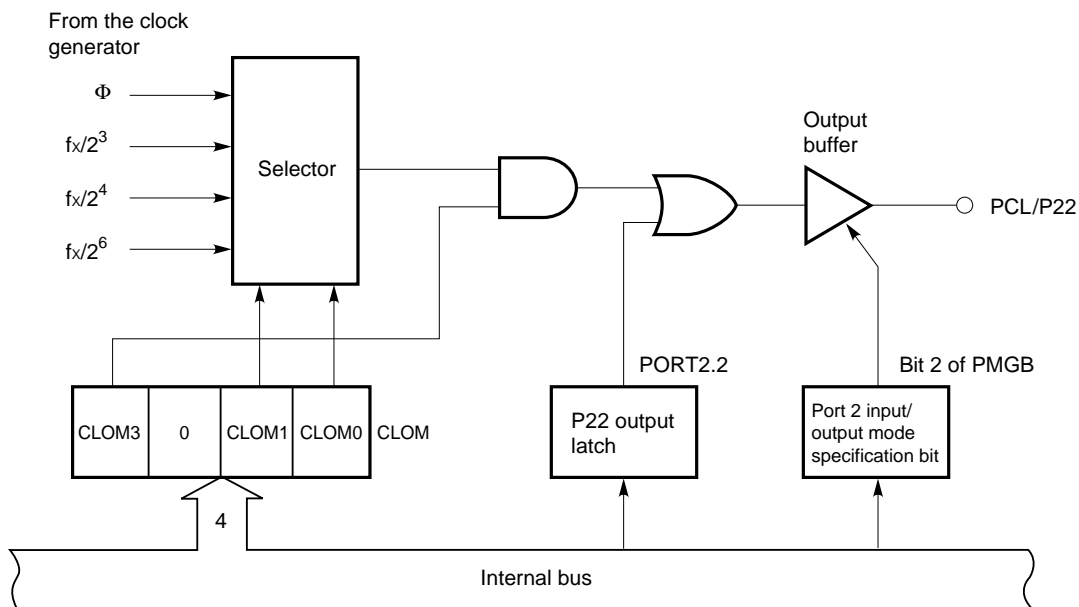 From the clock
generator
Φ
fx/2³
fx/2⁴
fx/2⁶
Selector
Output
buffer
PCL/P22
PORT2.2
Bit 2 of PMGB
CLOM3 0 CLOM1 CLOM0 CLOM
P22 output
latch
Port 2 input/
output mode
specification bit
4
Internal bus